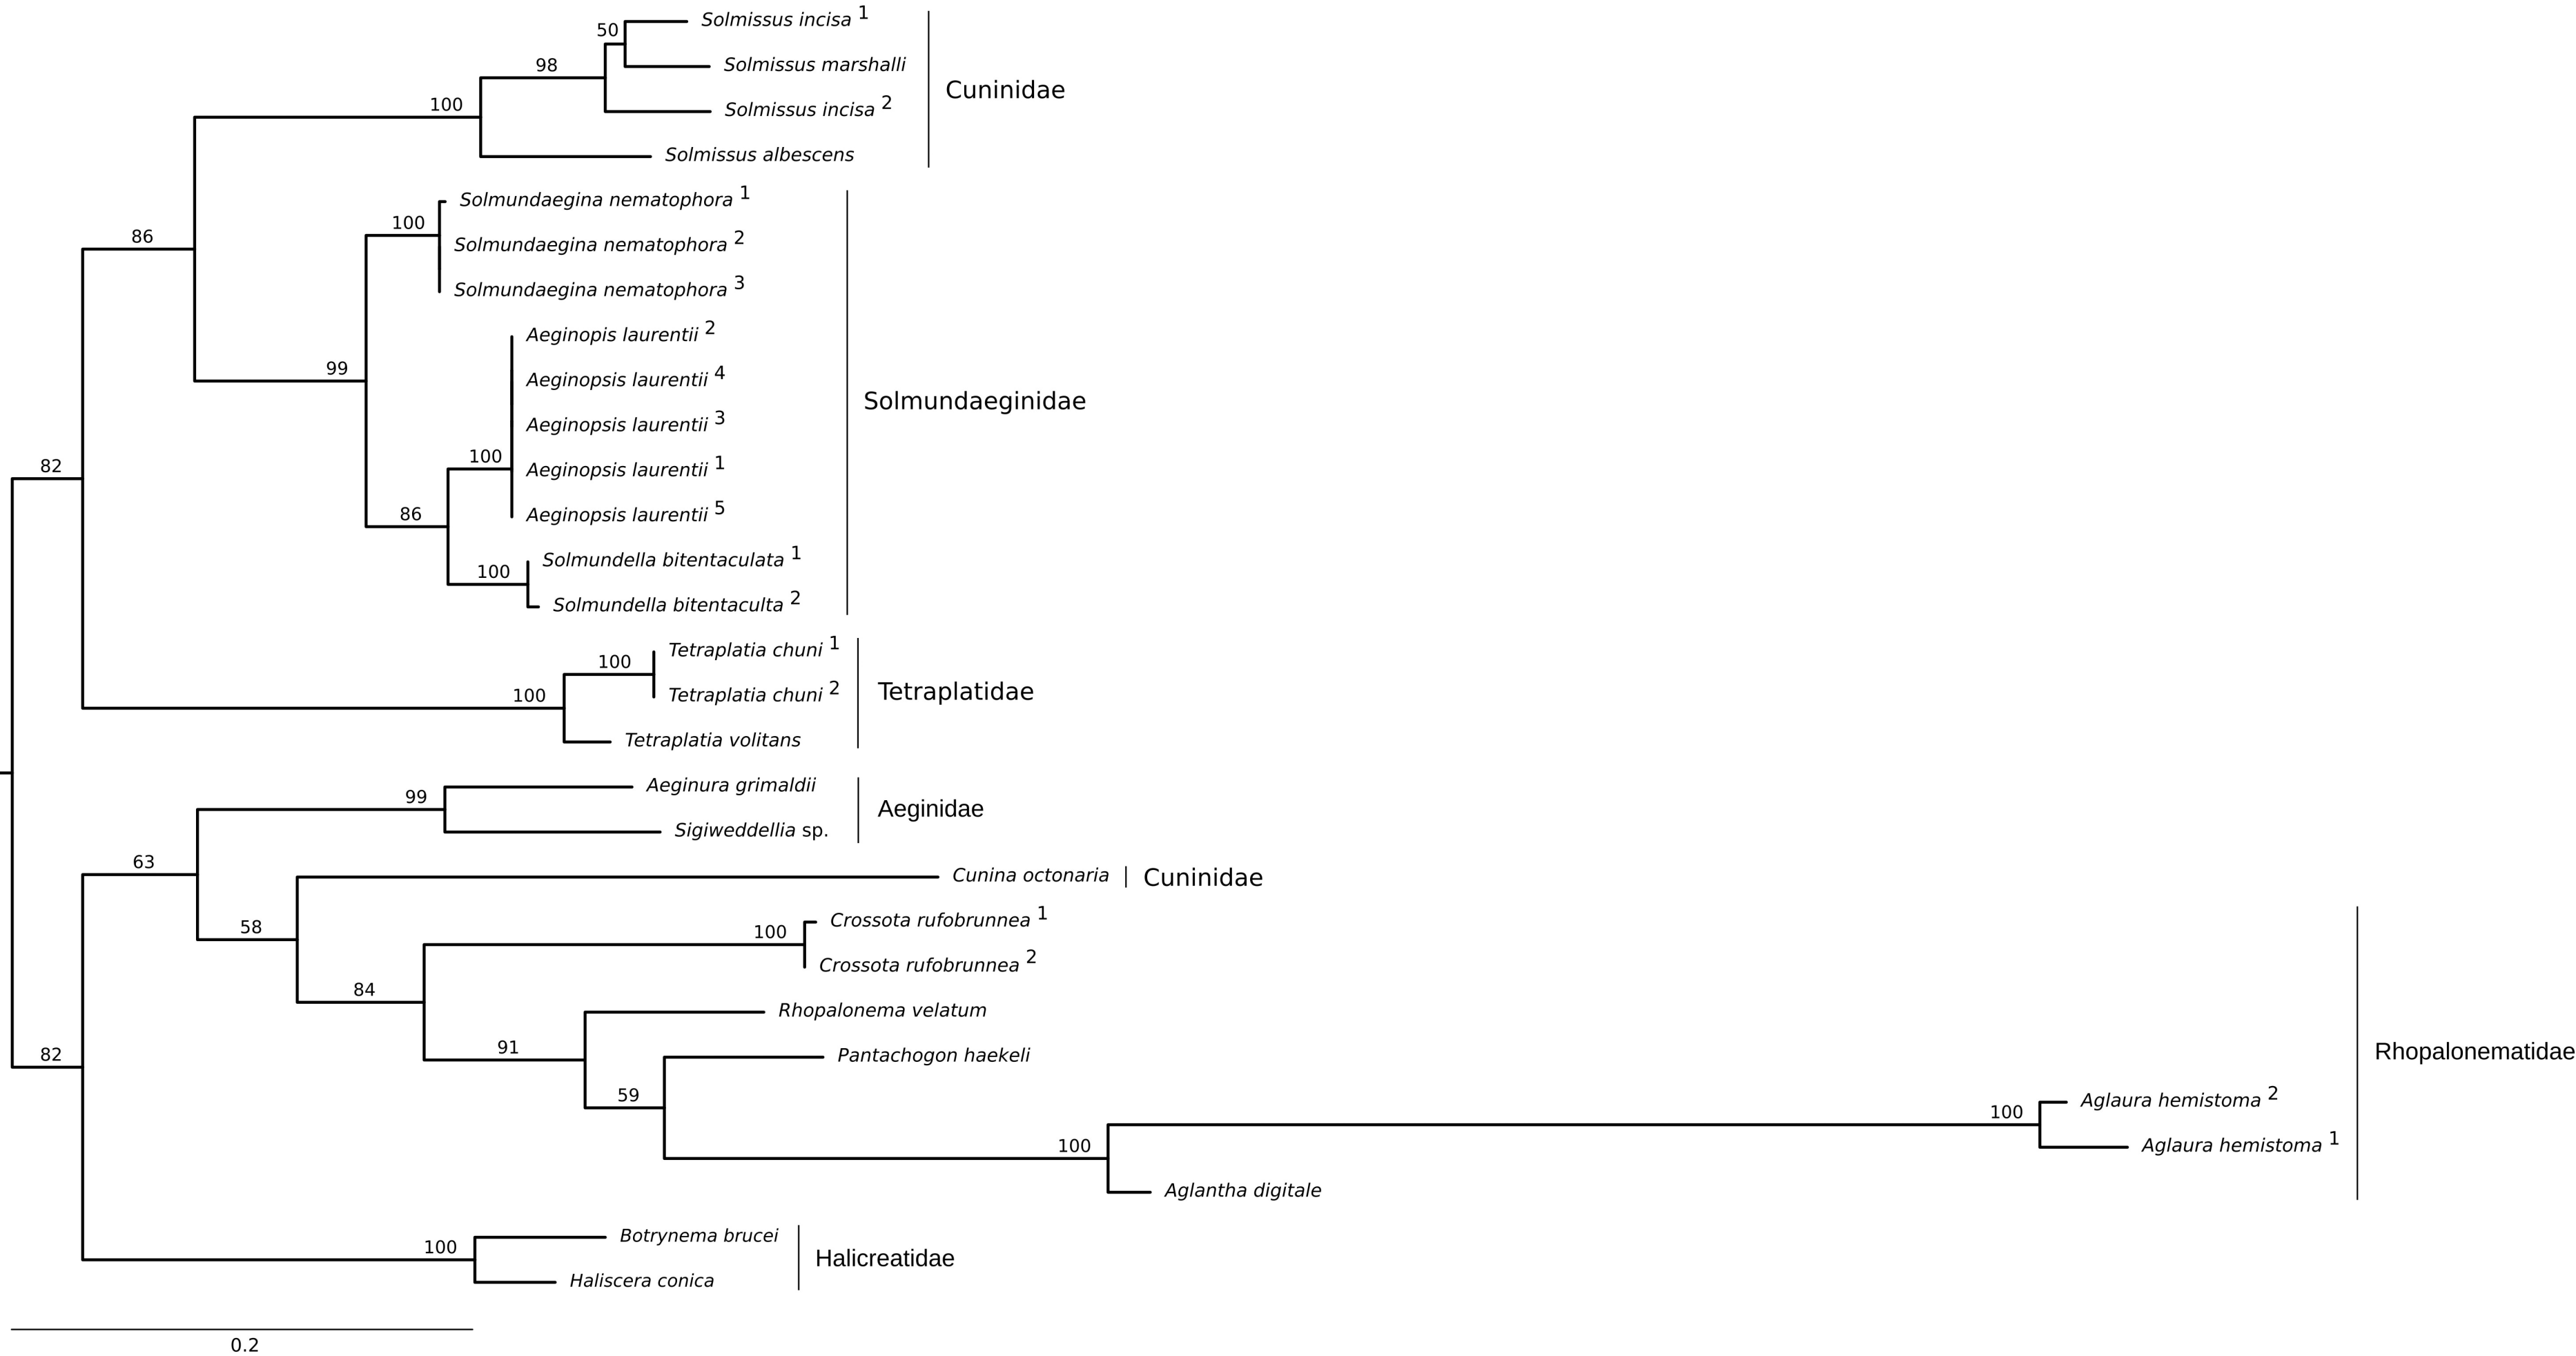 Solmissus incisa 1
50
Solmissus marshalli
98
Cuninidae
100
Solmissus incisa 2
Solmissus albescens
Solmundaegina nematophora 1
100
86
Solmundaegina nematophora 2
Solmundaegina nematophora 3
Aeginopis laurentii 2
99
Aeginopsis laurentii 4
Solmundaeginidae
Aeginopsis laurentii 3
82
100
Aeginopsis laurentii 1
86
Aeginopsis laurentii 5
Solmundella bitentaculata 1
100
Solmundella bitentaculta 2
Tetraplatia chuni 1
100
100
Tetraplatia chuni 2
Tetraplatidae
Tetraplatia volitans
Aeginura grimaldii
99
Aeginidae
Sigiweddellia sp.
63
Cunina octonaria
Cuninidae
58
Crossota rufobrunnea 1
100
Crossota rufobrunnea 2
84
Rhopalonema velatum
82
91
Pantachogon haekeli
Rhopalonematidae
59
Aglaura hemistoma 2
100
100
Aglaura hemistoma 1
Aglantha digitale
Botrynema brucei
100
Halicreatidae
Haliscera conica
0.2